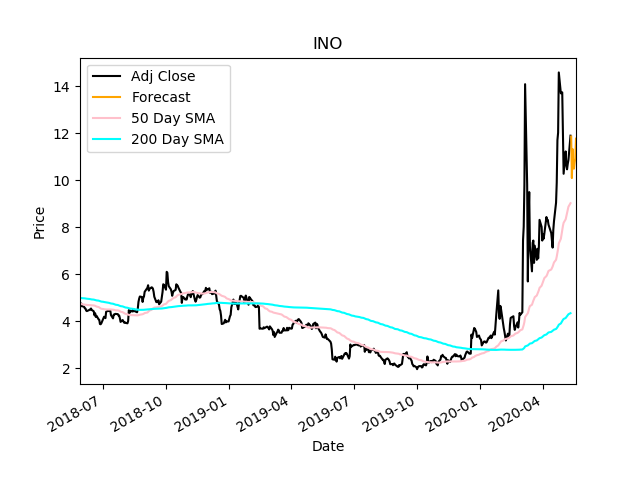 INO
Adj Close
Forecast
50 Day SMA
200 Day SMA
14
12
10
8
6
4
2
Price
2018-07
2018-10
2019-01
2019-04
2019-07
2019-10
2020-01
2020-04
Date